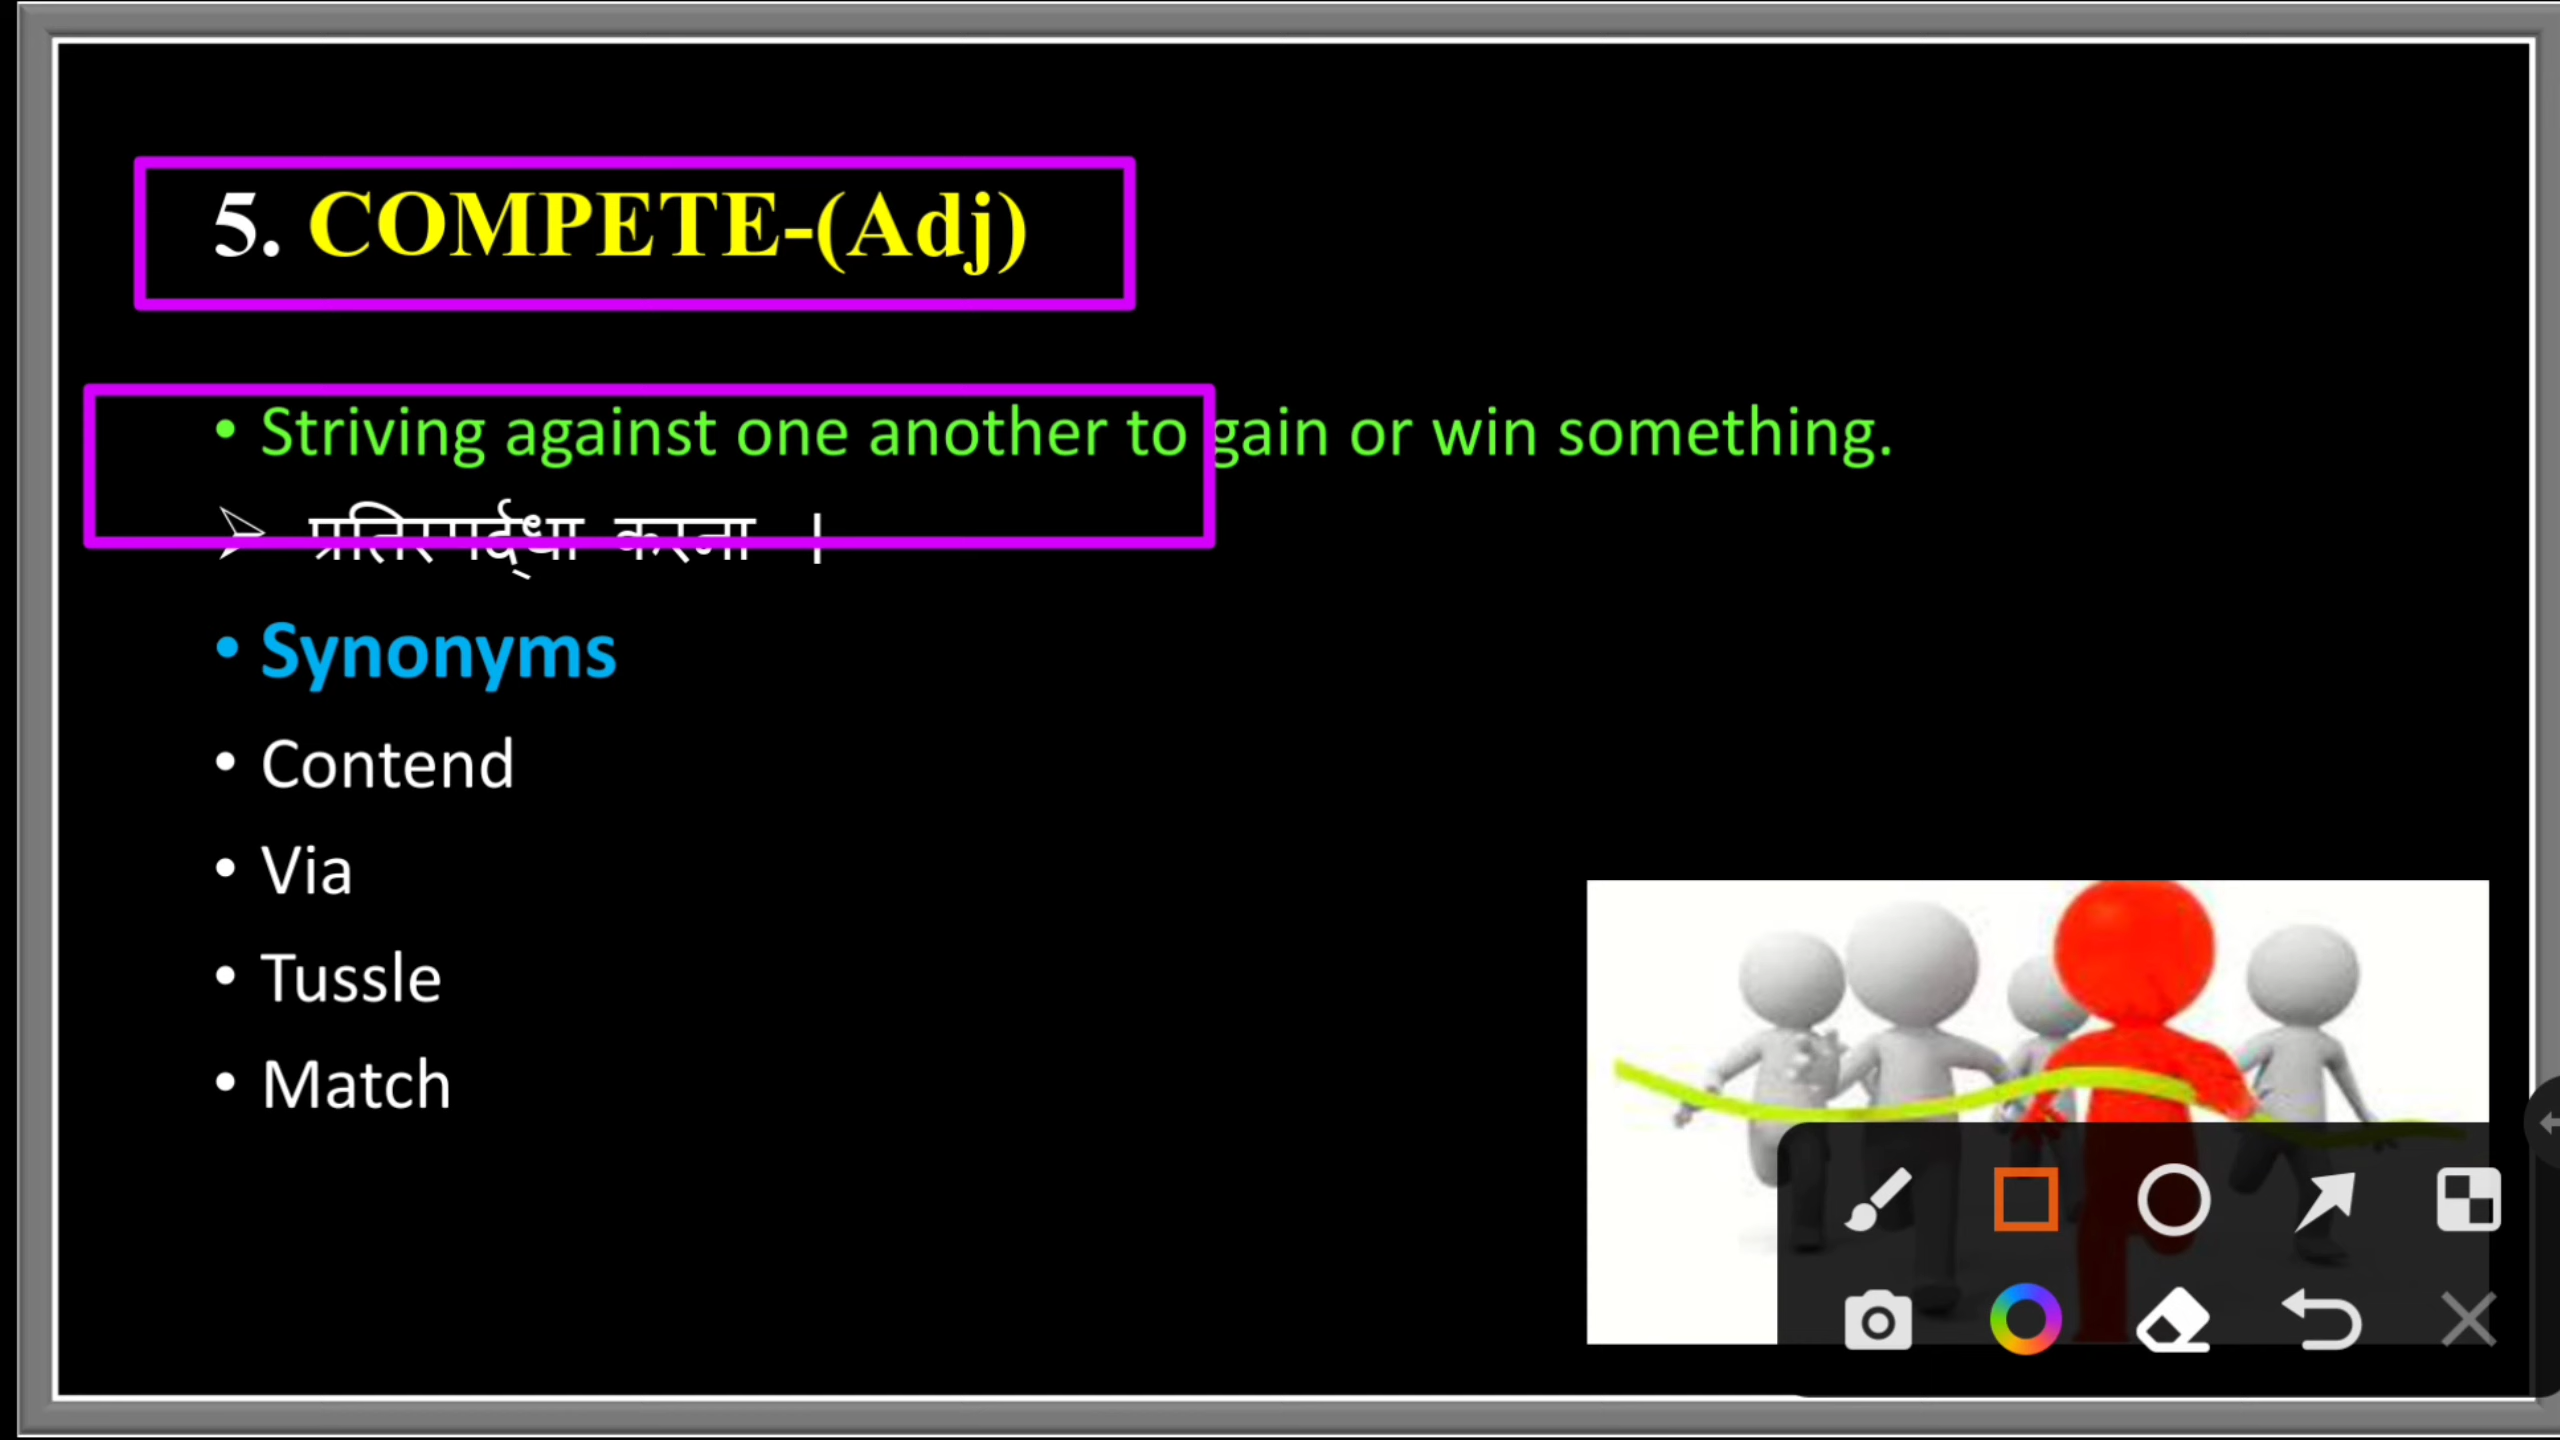 5. COMPETE-(Adj)
• Striving against one another to gain or win something.
➢ प्रतिस्पर्द्धा करना ।
• Synonyms
• Contend
• Via
• Tussle
• Match